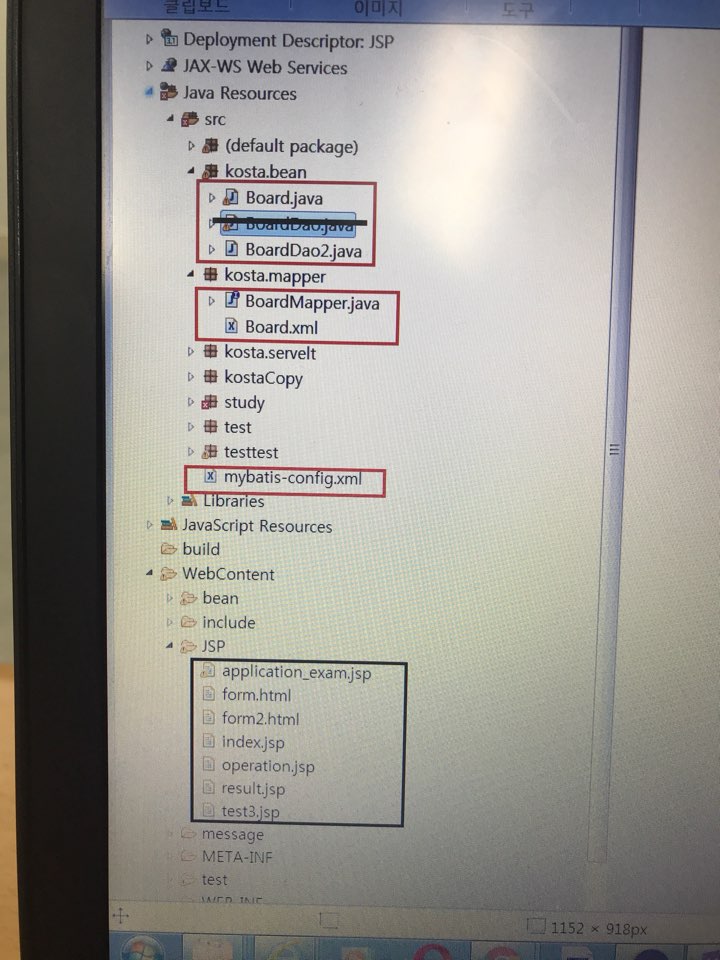 클립보드 이미지 도구
Deployment Descriptor: JSP
JAX-WS Web Services
Java Resources
src
(default package)
kosta.bean
Board.java
BoardDao.java
BoardDao2.java
kosta.mapper
BoardMapper.java
Board.xml
kosta.servelt
kostaCopy
study
test
testtest
mybatis-config.xml
Libraries
JavaScript Resources
build
WebContent
bean
include
JSP
application_exam.jsp
form.html
form2.html
index.jsp
operation.jsp
result.jsp
test3.jsp
message
META-INF
test
WEB-INF
1152 × 918px